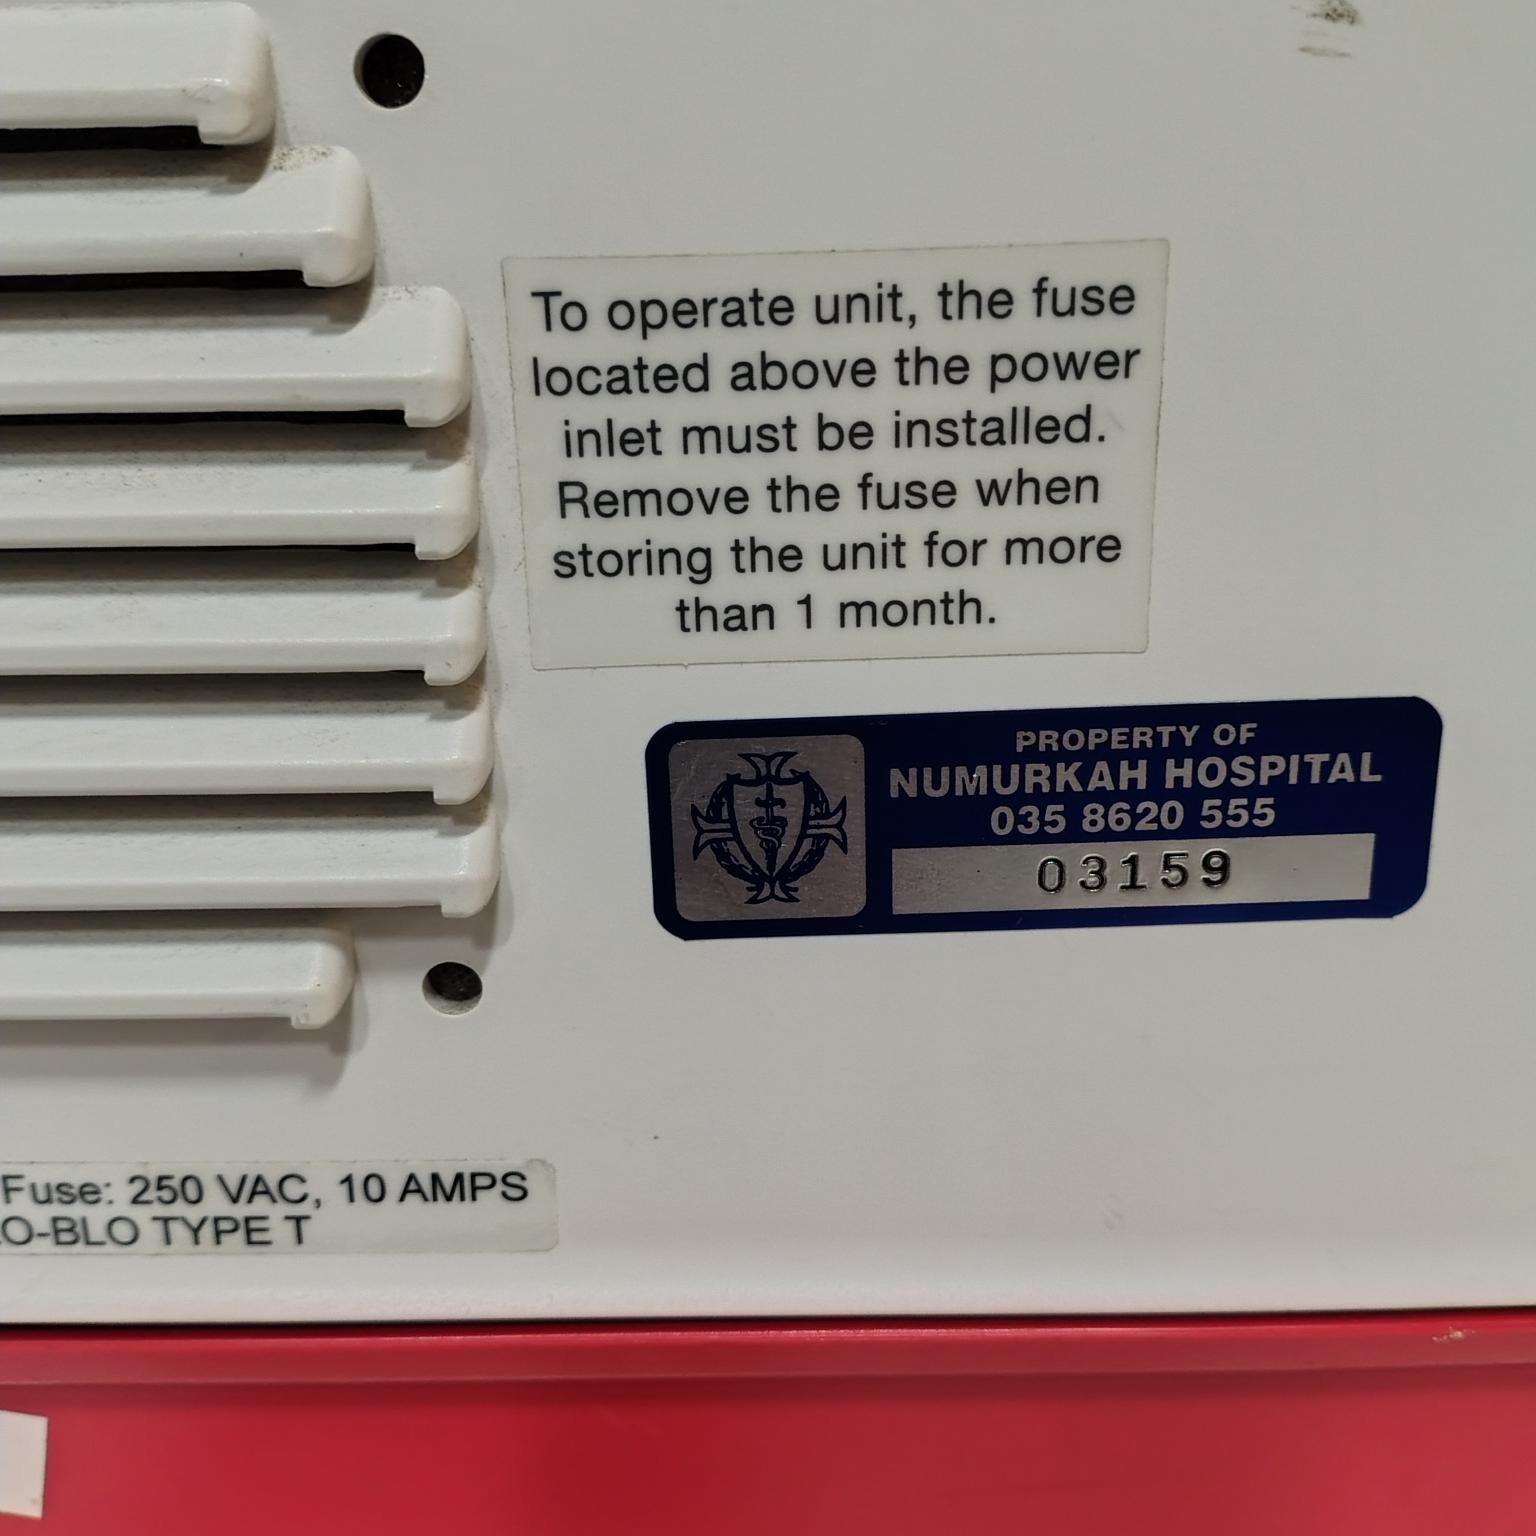 To operate unit, the fuse
located above the power
inlet must be installed.
Remove the fuse when
storing the unit for more
than 1 month.
PROPERTY OF
NUMURKAH HOSPITAL
035 8620 555
03159
Fuse: 250 VAC, 10 AMPS
O-BLO TYPE T